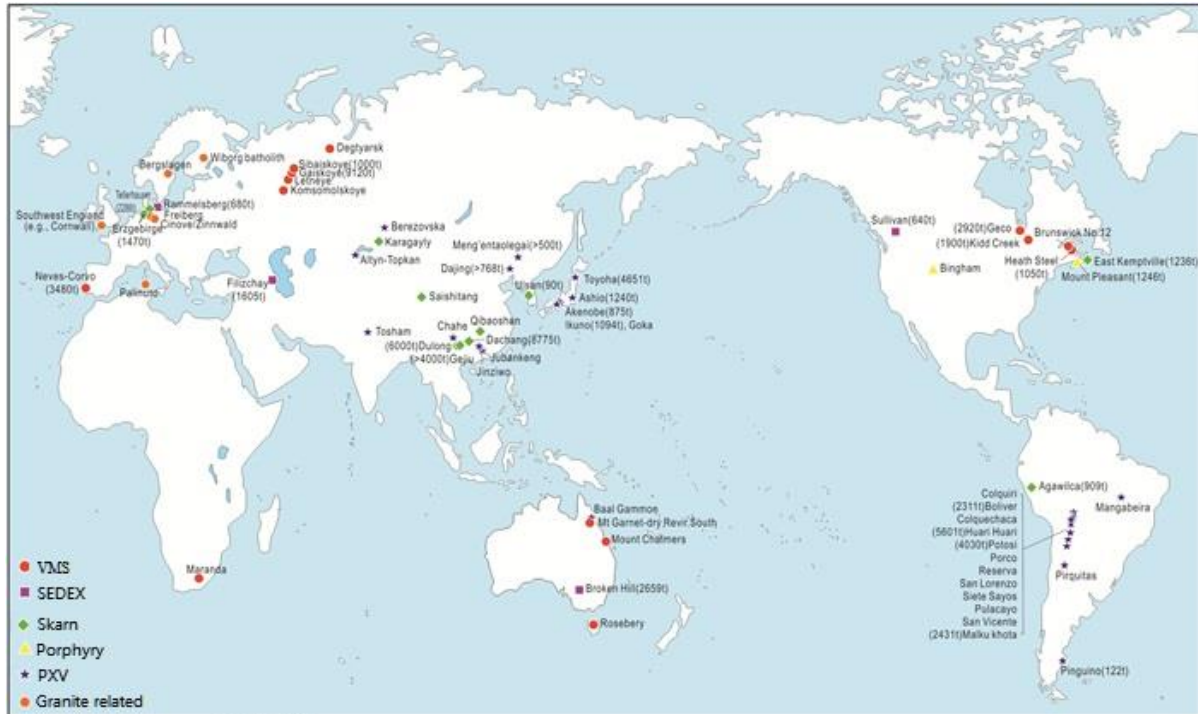 Degtyarsk
Wiborg batholith
Sibaiskoye(1000t)
Bergslagen
Gaiskoye(9120t)
Letneye
Komsomolskoye
Rammelsberg(680t)
Southwest England
(e.g., Cornwall)
Freiberg
Cinovec/Zinnwald
Erzgebirge
(1470t)
Neves-Corvo
(3480t)
Filizchay
(1605t)
Berezovska
Karagayly
Altyn-Topkan
Meng'entaolegai(>500t)
Dajing(>768t)
Toyoha(4651t)
Ulsan(90t)
Ashio(1240t)
Akenobe(875t)
Ikuno(1094t), Goka
Saishitang
Qibaoshan
Chahe
Tosham
Dachang(8775t)
(6000t)Dulong
(>4000t)Gejiu
Jubankeng
Jinziwo
Sullivan(640t)
(2920t)Geco
Brunswick No.12
(1900t)Kidd Creek
Heath Steel
(1050t)
East Kemptville(1236t)
Mount Pleasant(1246t)
Bingham
Agawilca(909t)
Mangabeira
Colquiri
(2311t)Boliver
Colquechaca
(5601t)Huari Huari
(4030t)Potosi
Porco
Reserva
San Lorenzo
Siete Sayos
Pulacayo
San Vicente
(2431t)Malku khota
Pirquitas
Pinguino(122t)
Baal Gammon
Mt Garnet-dry Revir South
Mount Chalmers
Broken Hill(2659t)
Rosebery
Maranda
VMS
SEDEX
Skarn
Porphyry
PXV
Granite related